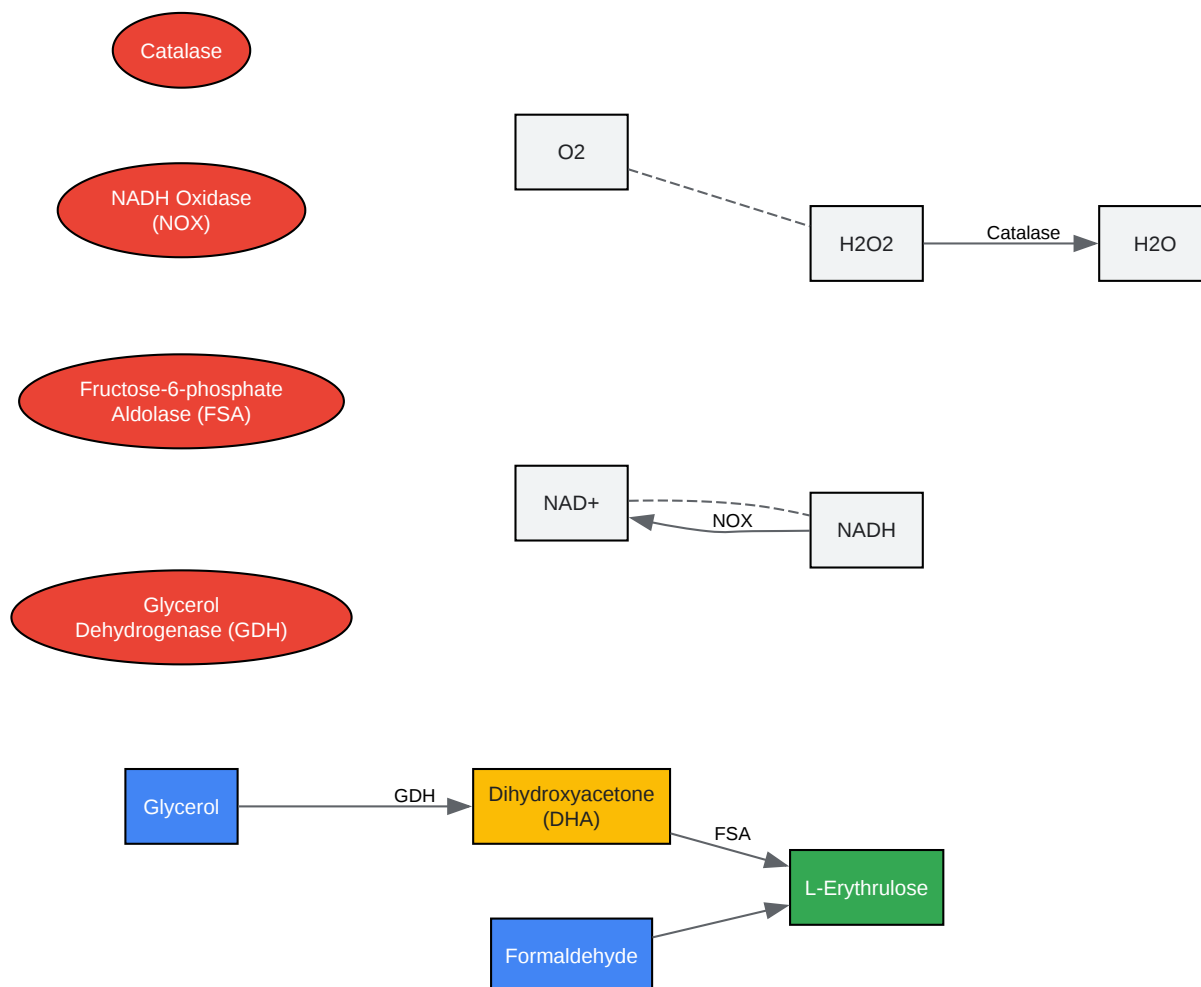 Catalase
O2
NADH Oxidase
(NOX)
H2O2
Catalase
H2O
Fructose-6-phosphate
Aldolase (FSA)
NAD+
NOX
NADH
Glycerol
Dehydrogenase (GDH)
Glycerol
GDH
Dihydroxyacetone
(DHA)
FSA
L-Erythrulose
Formaldehyde